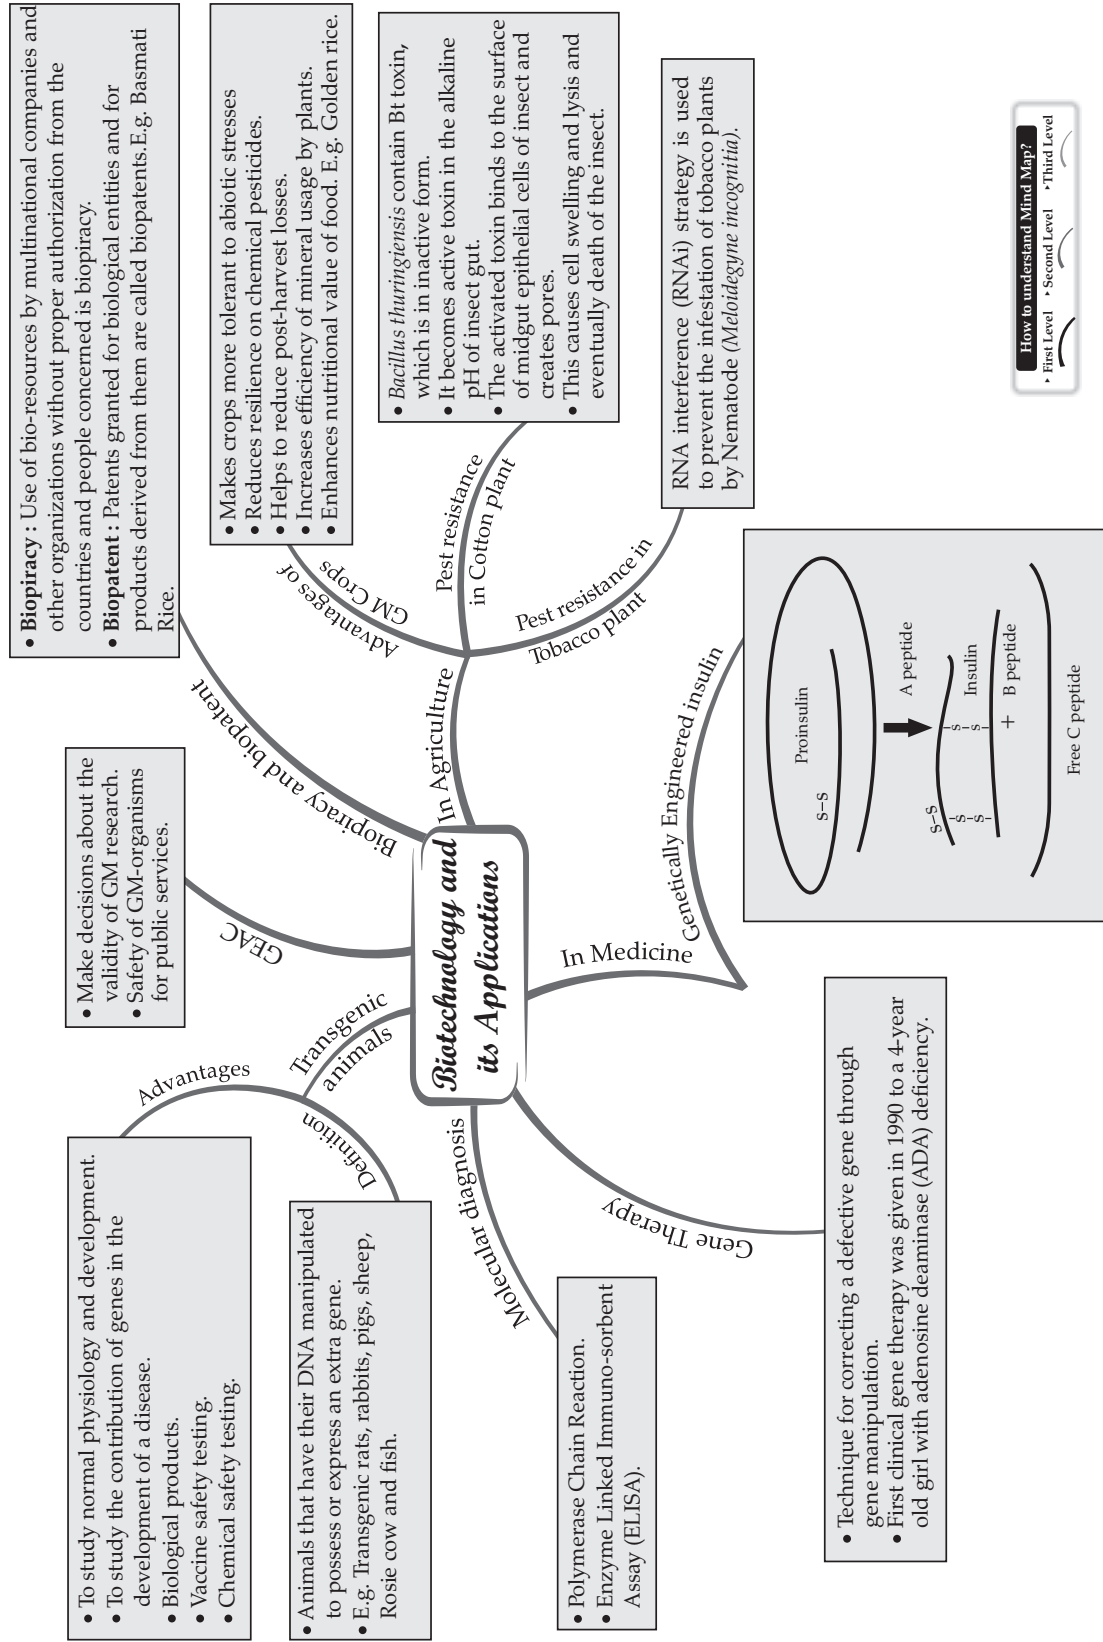 Biotechnology and
its Applications
• Biopiracy : Use of bio-resources by multinational companies and
other organizations without proper authorization from the
countries and people concerned is biopiracy.
• Biopatent : Patents granted for biological entities and for
products derived from them are called biopatents.E.g. Basmati
Rice.
Biopiracy and biopatent
• Makes crops more tolerant to abiotic stresses
• Reduces resilience on chemical pesticides.
• Helps to reduce post-harvest losses.
• Increases efficiency of mineral usage by plants.
• Enhances nutritional value of food. E.g. Golden rice.
Advantages of
GM Crops
In Agriculture
Pest resistance
in Cotton plant
• Bacillus thuringiensis contain Bt toxin,
which is in inactive form.
• It becomes active toxin in the alkaline
pH of insect gut.
• The activated toxin binds to the surface
of midgut epithelial cells of insect and
creates pores.
• This causes cell swelling and lysis and
eventually death of the insect.
Pest resistance in
Tobacco plant
RNA interference (RNAi) strategy is used
to prevent the infestation of tobacco plants
by Nematode (Meloidegyne incognitia).
In Medicine
Genetically Engineered insulin
Proinsulin
s–s
A peptide
s–s
Insulin
–s–s–
–s–s–
+
B peptide
Free C peptide
Gene Therapy
• Technique for correcting a defective gene through
gene manipulation.
• First clinical gene therapy was given in 1990 to a 4-year
old girl with adenosine deaminase (ADA) deficiency.
Molecular diagnosis
• Polymerase Chain Reaction.
• Enzyme Linked Immuno-sorbent
Assay (ELISA).
Transgenic
animals
Definition
• Animals that have their DNA manipulated
to possess or express an extra gene.
• E.g. Transgenic rats, rabbits, pigs, sheep,
Rosie cow and fish.
Advantages
• To study normal physiology and development.
• To study the contribution of genes in the
development of a disease.
• Biological products.
• Vaccine safety testing.
• Chemical safety testing.
GEAC
• Make decisions about the
validity of GM research.
• Safety of GM-organisms
for public services.
How to understand Mind Map?
First Level Second Level Third Level